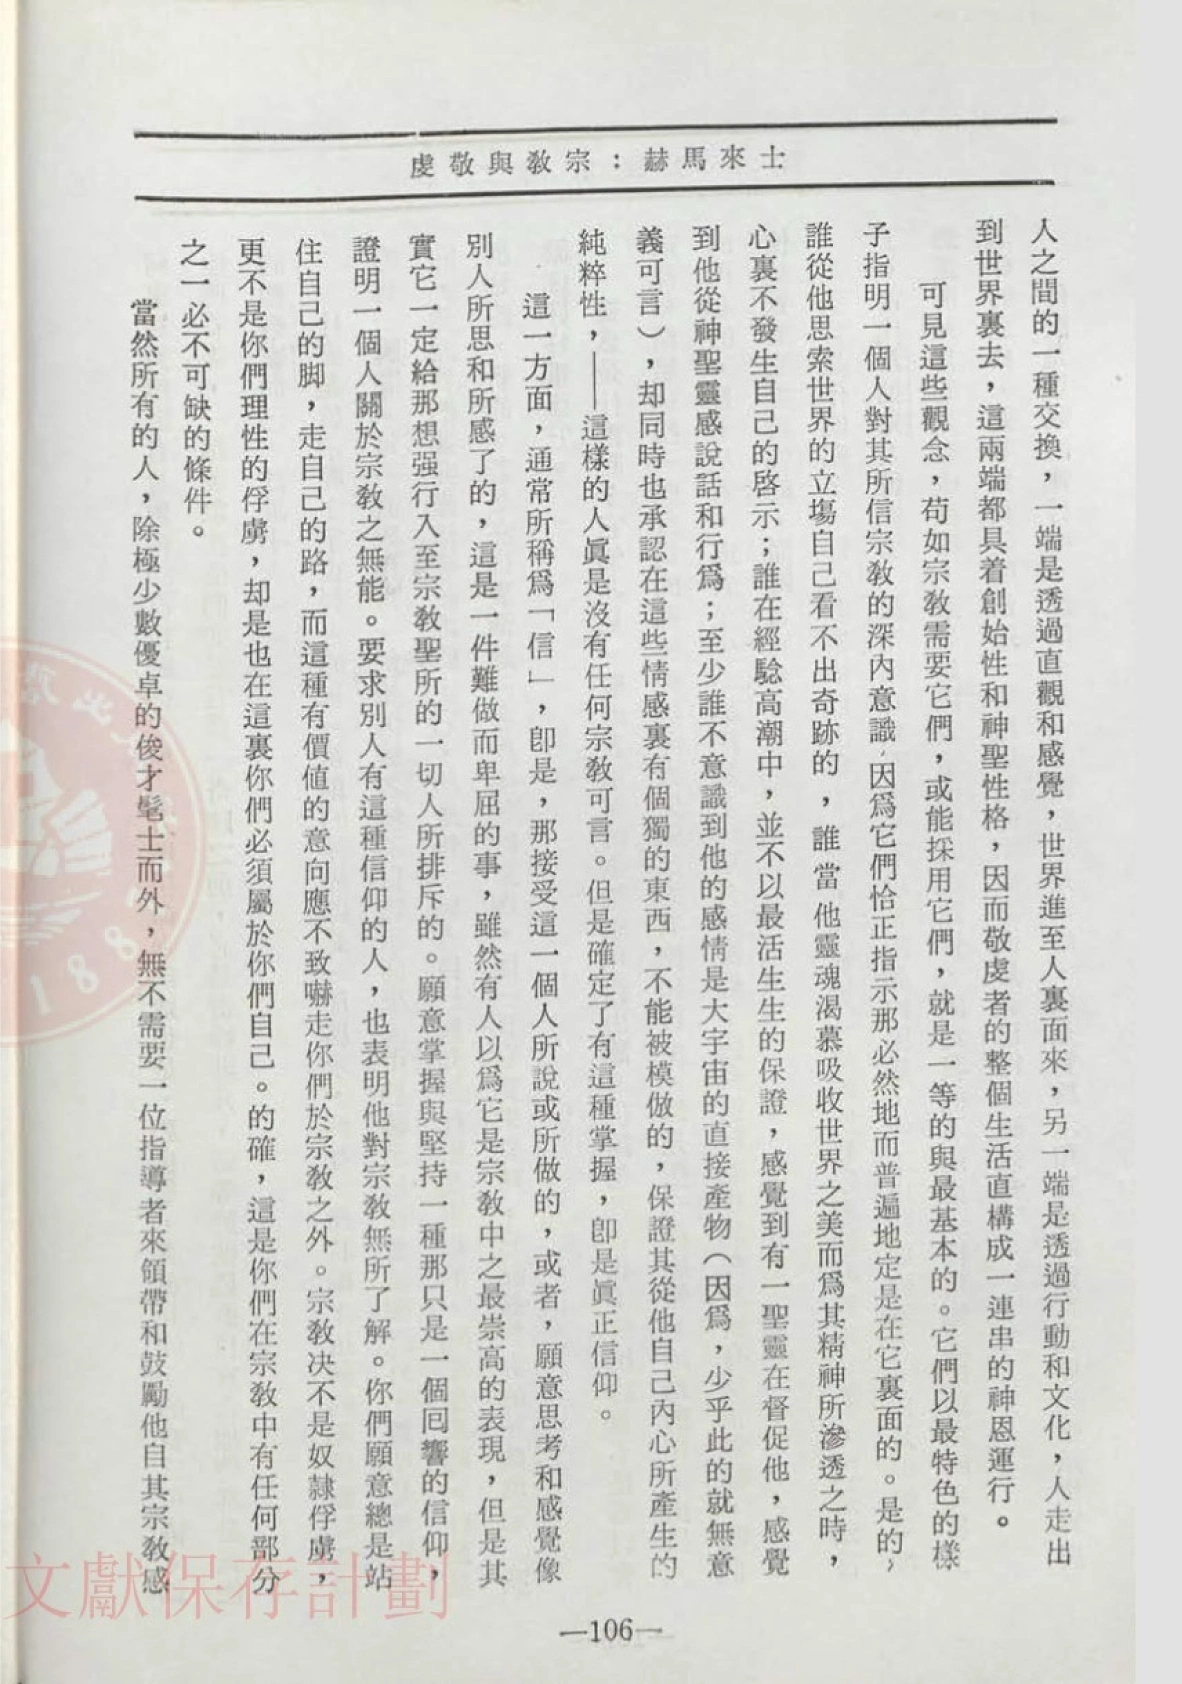 虔敬與教宗：赫馬來士
人之間的一種交換，一端是透過直觀和感覺，世界進至人裏面來，另一端是透過行動和文化，人走出
到世界裏去，這兩端都具着創始性和神聖性格，因而敬虔者的整個生活直構成一連串的神恩運行。
可見這些觀念，苟如宗教需要它們，或能採用它們，就是一等的與最基本的。它們以最特色的樣
子指明一個人對其所信宗教的深內意識，因爲它們恰正指示那必然地而普遍地定是在它裏面的。是的，
誰從他思索世界的立塲自己看不出奇跡的，誰當他靈魂渴慕吸收世界之美而爲其精神所滲透之時，
心裏不發生自己的啓示；誰在經騐高潮中，並不以最活生生的保證，感覺到有一聖靈在督促他，感覺
到他從神聖靈感說話和行爲；至少誰不意識到他的感情是大宇宙的直接產物（因爲，少乎此的就無意
義可言），却同時也承認在這些情感裏有個獨的東西，不能被模倣的，保證其從他自己內心所產生的
純粹性，——這樣的人眞是沒有任何宗教可言。但是確定了有這種掌握，卽是眞正信仰。
這一方面，通常所稱爲「信」，卽是，那接受這一個人所說或所做的，或者，願意思考和感覺像
別人所思和所感了的，這是一件難做而卑屈的事，雖然有人以爲它是宗教中之最崇高的表現，但是其
實它一定給那想强行入至宗教聖所的一切人所排斥的。願意掌握與堅持一種那只是一個囘響的信仰，
證明一個人關於宗教之無能。要求別人有這種信仰的人，也表明他對宗教無所了解。你們願意總是站
住自己的脚，走自己的路，而這種有價値的意向應不致嚇走你們於宗教之外。宗教决不是奴隸俘虜，
更不是你們理性的俘虜，却是也在這裏你們必須屬於你們自己。的確，這是你們在宗教中有任何部分
之一必不可缺的條件。
當然所有的人，除極少數優卓的俊才髦士而外，無不需要一位指導者來領帶和鼓勵他自其宗教感
—106—
文獻保存計劃
188